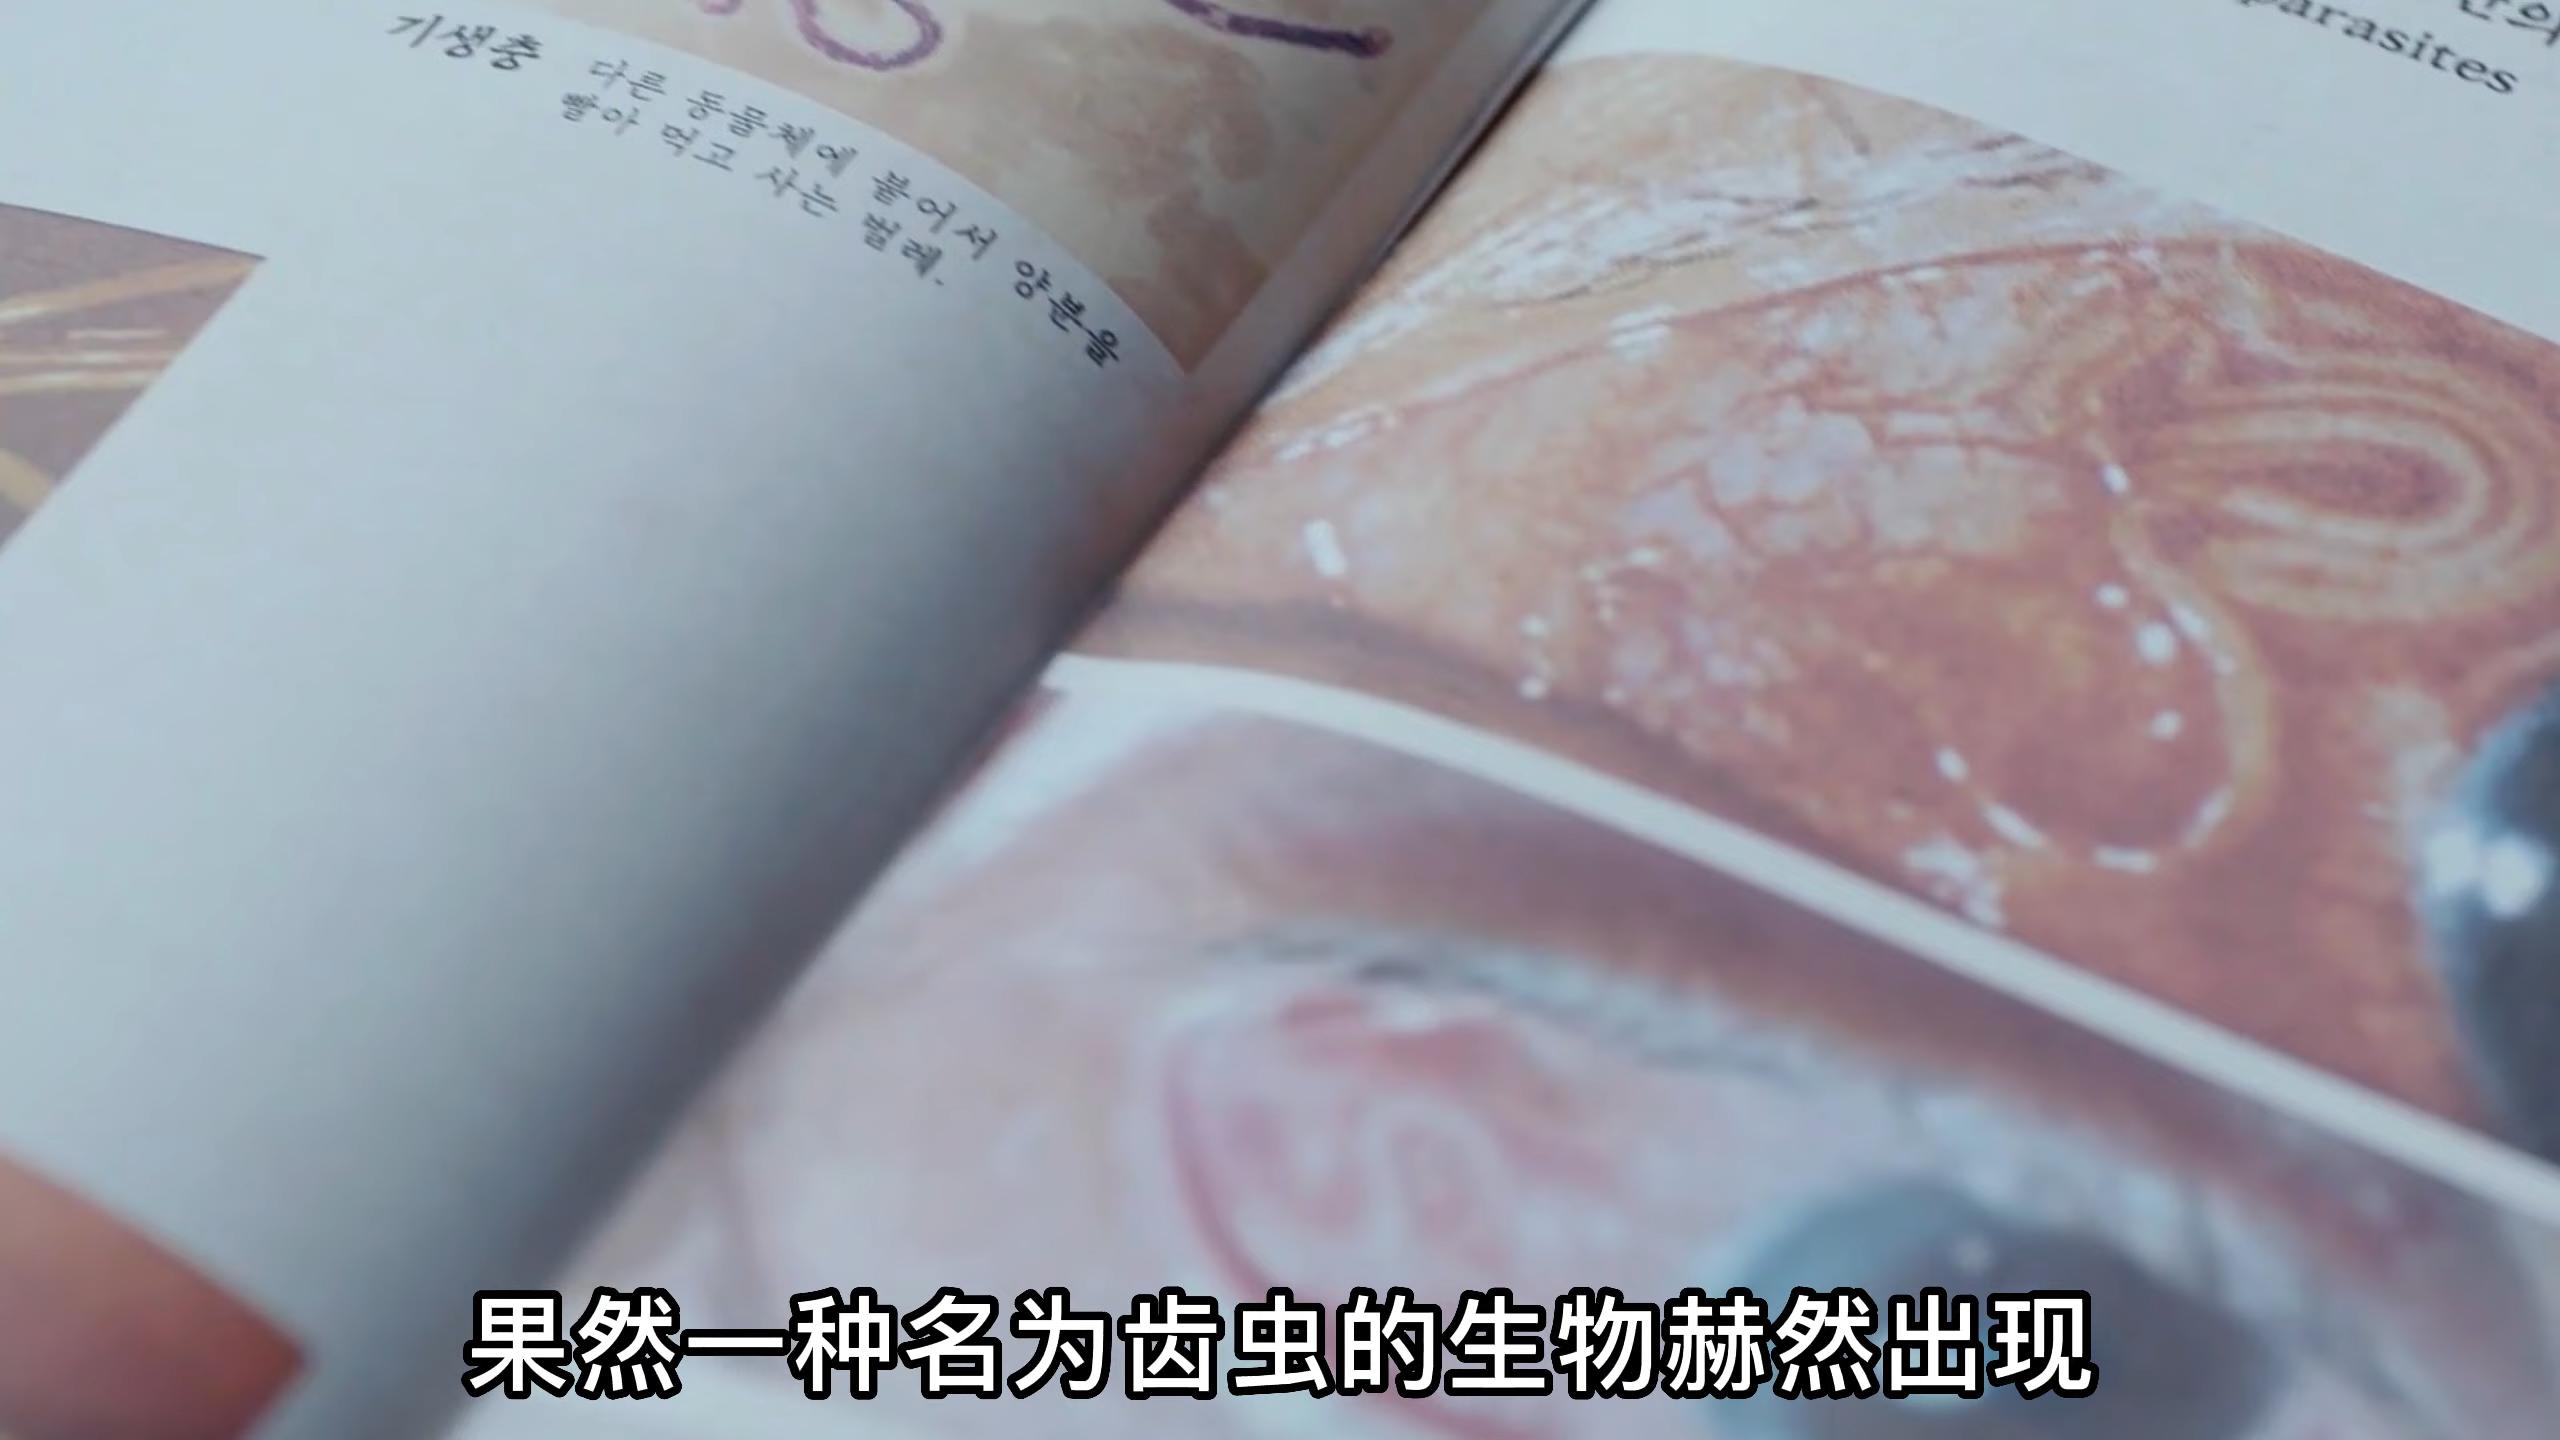 기생충 다른 동물체에 붙어서 양분을
빨아 먹고 사는 벌레.
parasites
果然一种名为齿虫的生物赫然出现